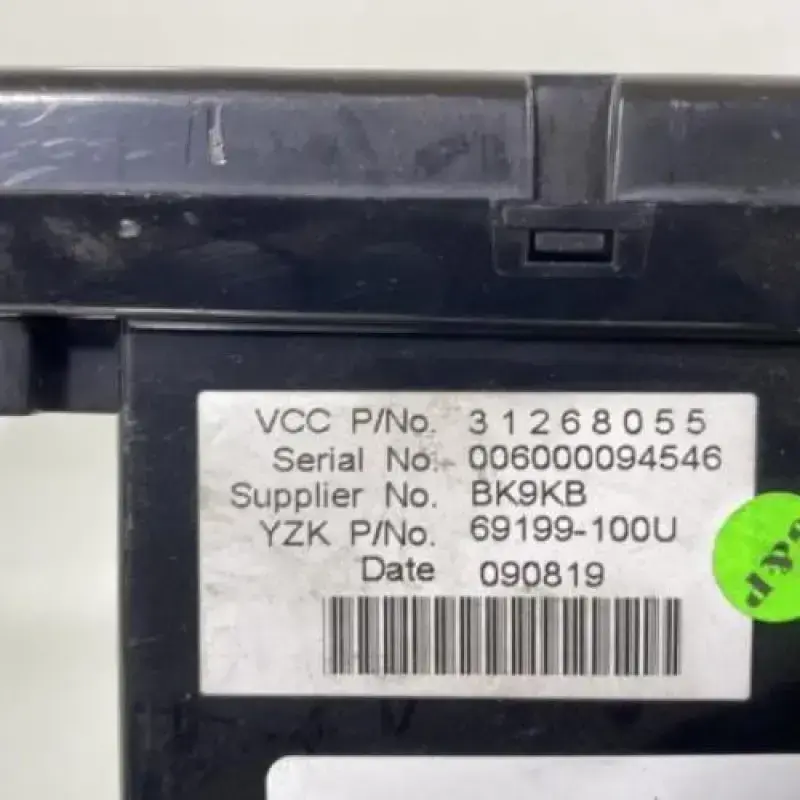 VCC P/No. 31268055
Serial No. 006000094546
Supplier No. BK9KB
YZK P/No. 69199-100U
Date 090819
&P